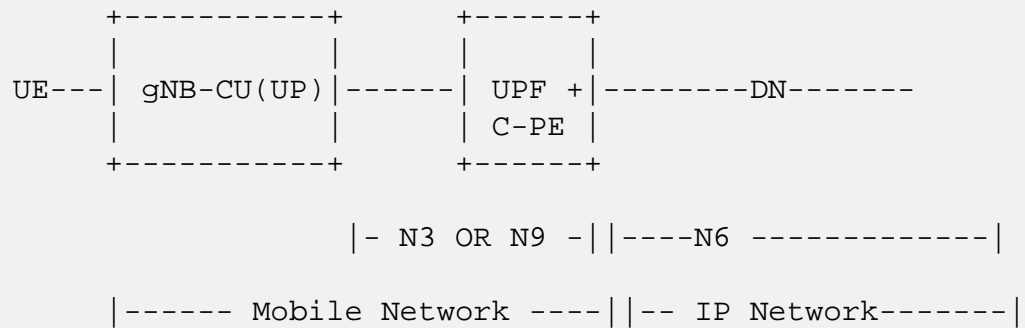 +-----------+      +------+
     |           |      |      |
UE---| gNB-CU(UP)|------| UPF +|--------DN-------
     |           |      | C-PE |
     +-----------+      +------+

                |- N3 OR N9 -||----N6 -------------|

     |------ Mobile Network ----||-- IP Network-------|